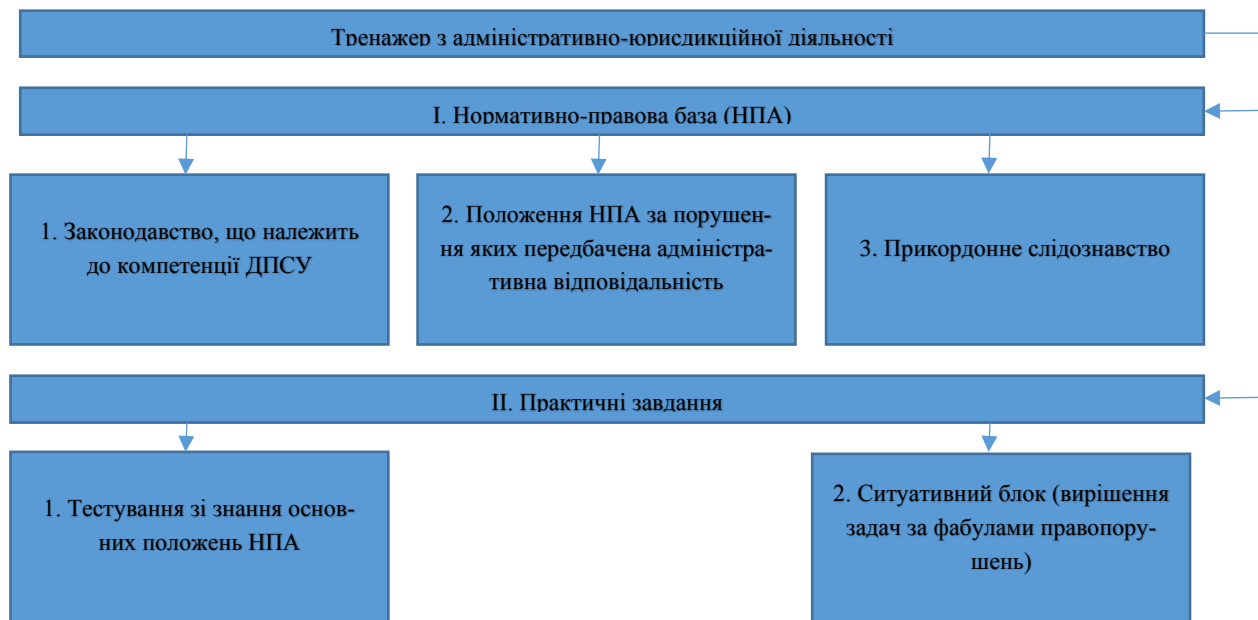 Тренажер з адміністративно-юрисдикційної діяльності
І. Нормативно-правова база (НПА)
1. Законодавство, що належить
до компетенції ДПСУ
2. Положення НПА за порушен-
ня яких передбачена адміністра-
тивна відповідальність
3. Прикордонне слідознавство
ІІ. Практичні завдання
1. Тестування зі знання основ-
них положень НПА
2. Ситуативний блок (вирішення
задач за фабулами правопору-
шень)